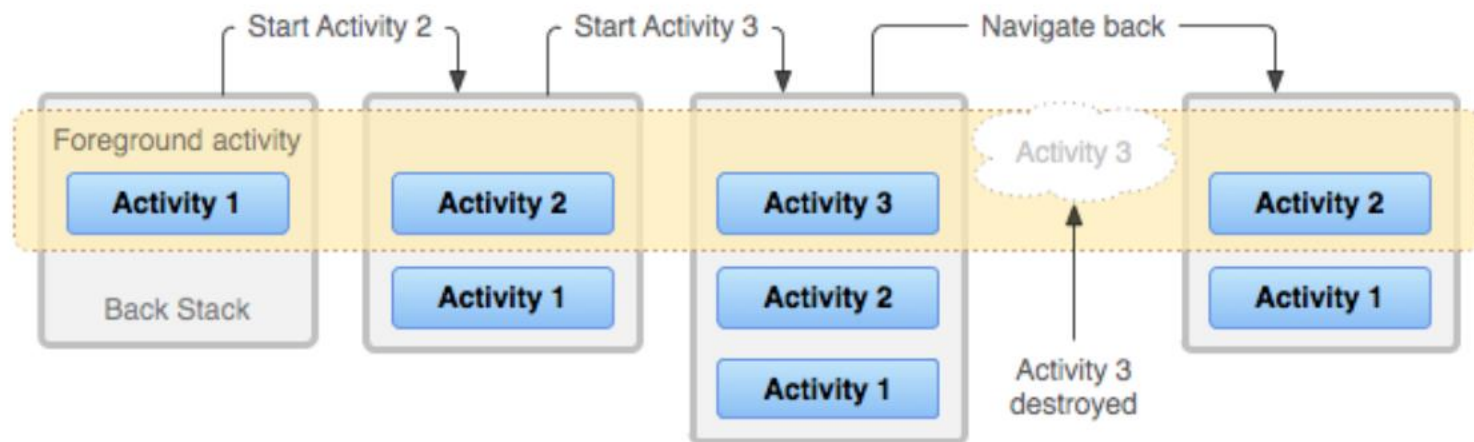 Start Activity 2
Start Activity 3
Navigate back
Foreground activity
Activity 1
Back Stack
Activity 2
Activity 1
Activity 3
Activity 2
Activity 1
Activity 3
Activity 3
destroyed
Activity 2
Activity 1